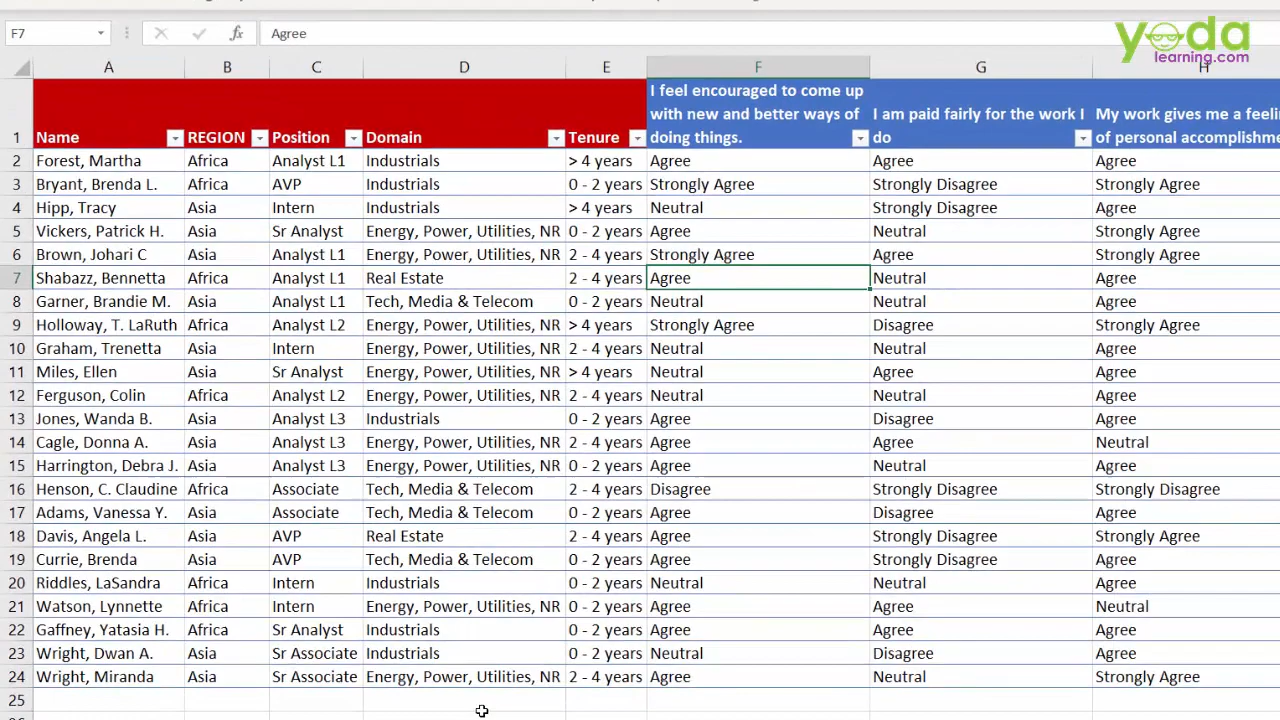 F7 fx Agree
yoda
learning.com
A B C D E F G H
1 Name REGION Position Domain Tenure I feel encouraged to come up with new and better ways of doing things. I am paid fairly for the work I do My work gives me a of personal
2 Forest, Martha Africa Analyst L1 Industrials > 4 years Agree Agree Agree
3 Bryant, Brenda L. Africa AVP Industrials 0 - 2 years Strongly Agree Strongly Disagree Strongly Agree
4 Hipp, Tracy Asia Intern Industrials > 4 years Neutral Strongly Disagree Agree
5 Vickers, Patrick H. Asia Sr Analyst Energy, Power, Utilities, NR 0 - 2 years Agree Neutral Strongly Agree
6 Brown, Johari C Asia Analyst L1 Energy, Power, Utilities, NR 2 - 4 years Strongly Agree Agree Strongly Agree
7 Shabazz, Bennetta Africa Analyst L1 Real Estate 2 - 4 years Agree Neutral Agree
8 Garner, Brandie M. Asia Analyst L1 Tech, Media & Telecom 0 - 2 years Neutral Neutral Agree
9 Holloway, T. LaRuth Africa Analyst L2 Energy, Power, Utilities, NR > 4 years Strongly Agree Disagree Strongly Agree
10 Graham, Trenetta Asia Intern Energy, Power, Utilities, NR 2 - 4 years Neutral Neutral Agree
11 Miles, Ellen Asia Sr Analyst Energy, Power, Utilities, NR > 4 years Neutral Agree Agree
12 Ferguson, Colin Africa Analyst L2 Energy, Power, Utilities, NR 2 - 4 years Neutral Neutral Agree
13 Jones, Wanda B. Asia Analyst L3 Industrials 0 - 2 years Agree Disagree Agree
14 Cagle, Donna A. Asia Analyst L3 Energy, Power, Utilities, NR 2 - 4 years Agree Agree Neutral
15 Harrington, Debra J. Asia Analyst L3 Energy, Power, Utilities, NR 0 - 2 years Agree Neutral Agree
16 Henson, C. Claudine Africa Associate Tech, Media & Telecom 2 - 4 years Disagree Strongly Disagree Strongly Disagree
17 Adams, Vanessa Y. Asia Associate Tech, Media & Telecom 0 - 2 years Agree Disagree Agree
18 Davis, Angela L. Asia AVP Real Estate 2 - 4 years Agree Strongly Disagree Strongly Agree
19 Currie, Brenda Asia AVP Tech, Media & Telecom 0 - 2 years Agree Strongly Disagree Agree
20 Riddles, LaSandra Africa Intern Industrials 0 - 2 years Neutral Neutral Agree
21 Watson, Lynnette Africa Intern Energy, Power, Utilities, NR 0 - 2 years Agree Agree Neutral
22 Gaffney, Yatasia H. Africa Sr Analyst Industrials 0 - 2 years Agree Agree Agree
23 Wright, Dwan A. Asia Sr Associate Industrials 0 - 2 years Neutral Disagree Agree
24 Wright, Miranda Asia Sr Associate Energy, Power, Utilities, NR 2 - 4 years Agree Neutral Strongly Agree
25